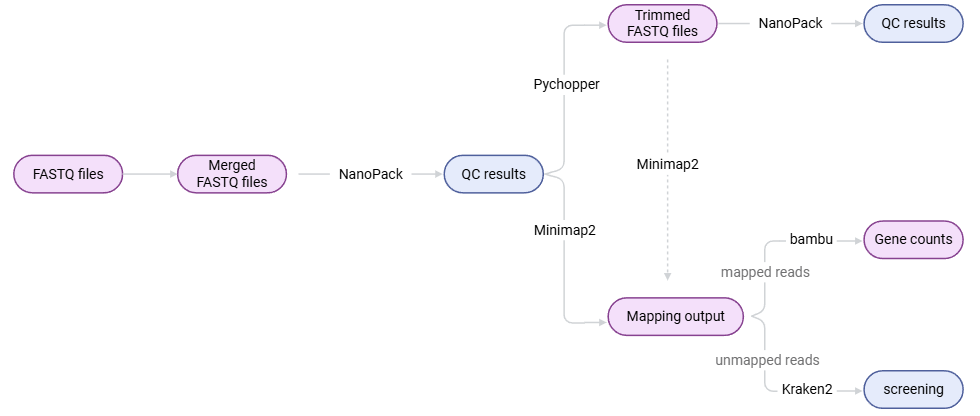 Trimmed
FASTQ files
NanoPack
QC results
Pychopper
FASTQ files
Merged
FASTQ files
NanoPack
QC results
Minimap2
Minimap2
bambu
Gene counts
mapped reads
Mapping output
unmapped reads
Kraken2
screening